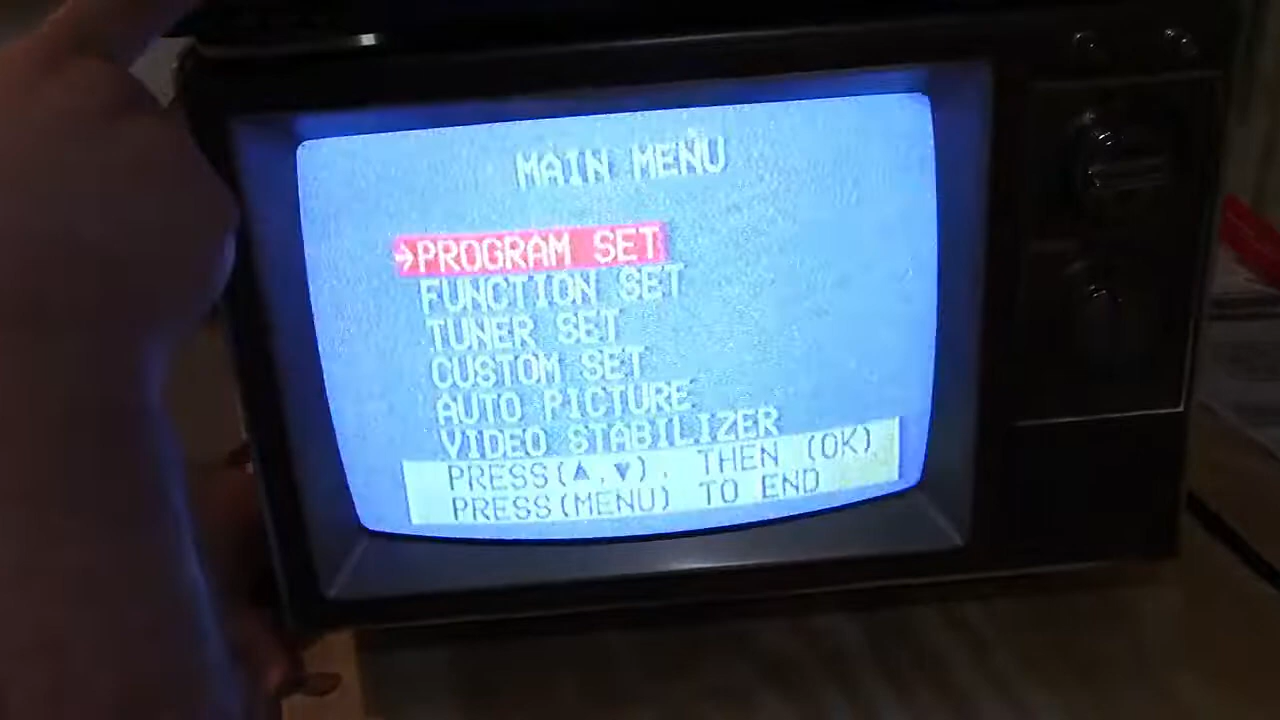 MAIN MENU
→PROGRAM SET
FUNCTION SET
TUNER SET
CUSTOM SET
AUTO PICTURE
VIDEO STABILIZER
PRESS(▲,▼), THEN (OK)
PRESS(MENU) TO END